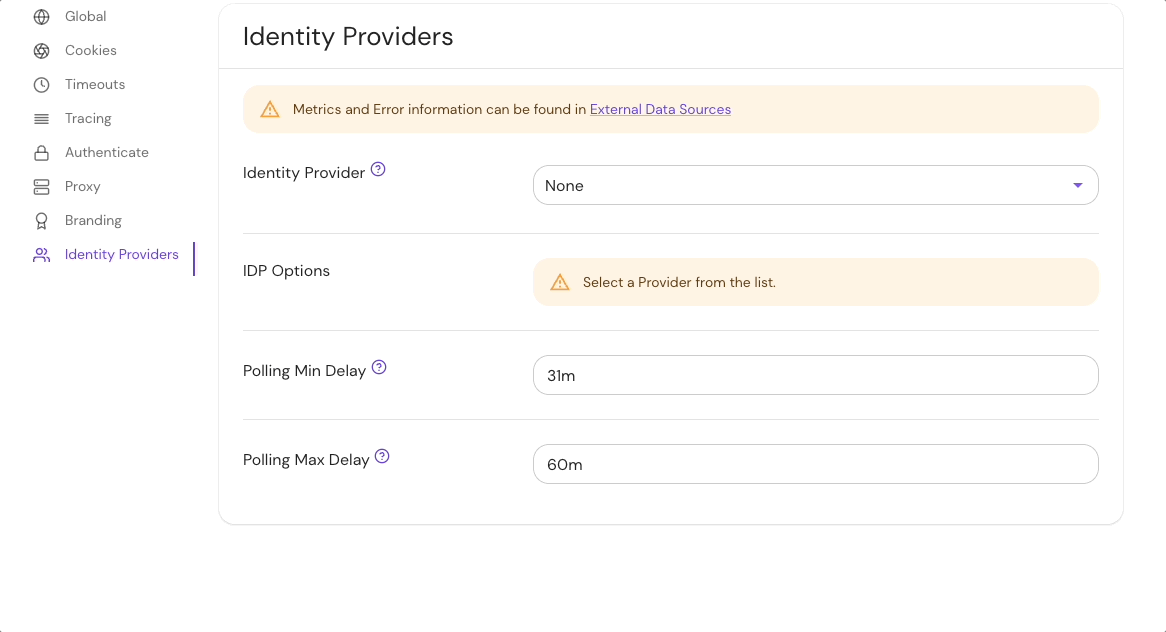 Global
Cookies
Timeouts
Tracing
Authenticate
Proxy
Branding
Identity Providers
Identity Providers
Metrics and Error information can be found in External Data Sources
Identity Provider
None
IDP Options
Select a Provider from the list.
Polling Min Delay
31m
Polling Max Delay
60m